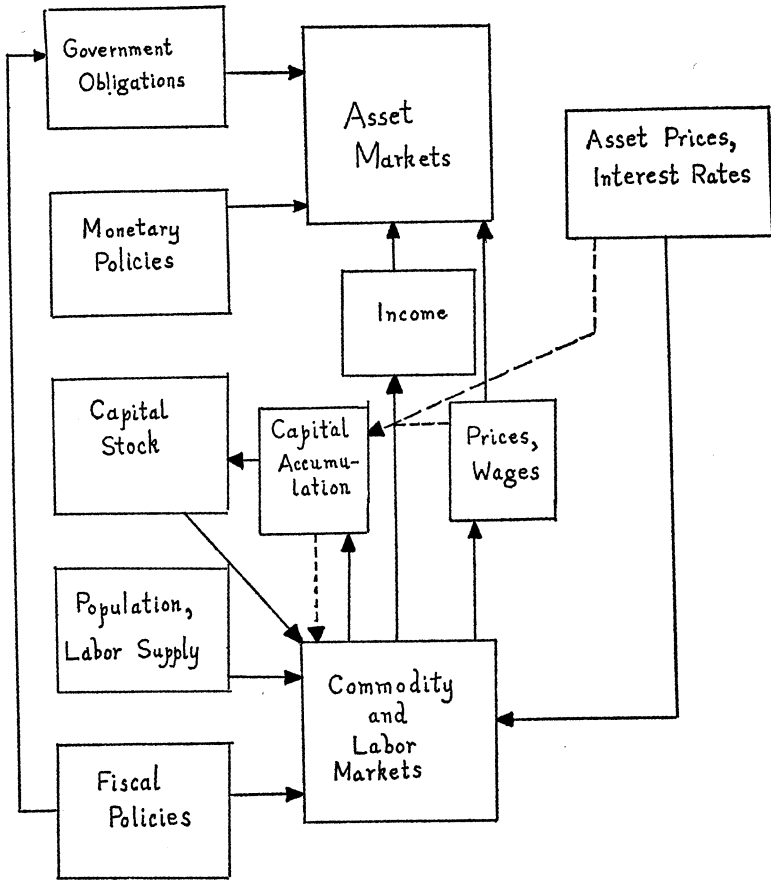 Government
Obligations
Asset
Markets
Asset Prices,
Interest Rates
Monetary
Policies
Income
Capital
Stock
Capital
Accumu-
lation
Prices,
Wages
Population,
Labor Supply
Commodity
and
Labor
Markets
Fiscal
Policies